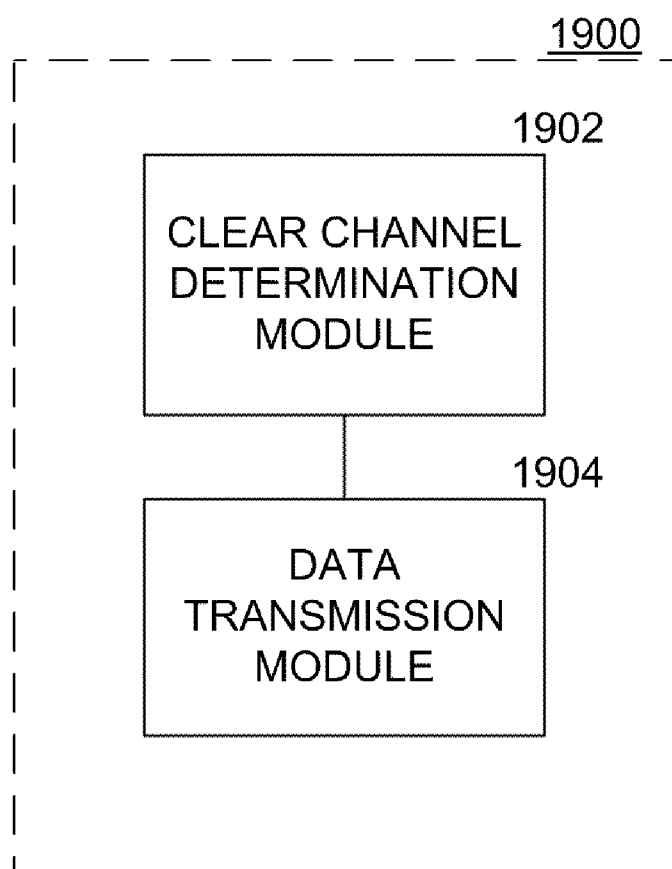 1900
1902
CLEAR CHANNEL
DETERMINATION
MODULE
1904
DATA
TRANSMISSION
MODULE